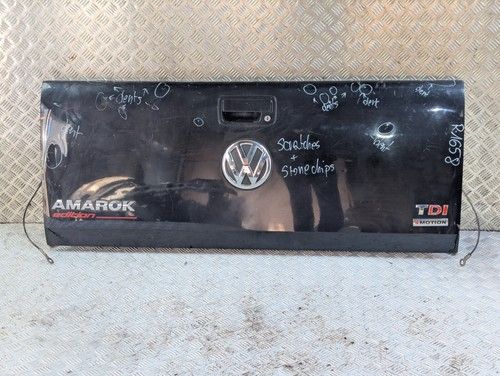 dents
dents
dent
dent
R1658
Scratches
+
Stone chips
AMAROK
edition
TDI
4MOTION